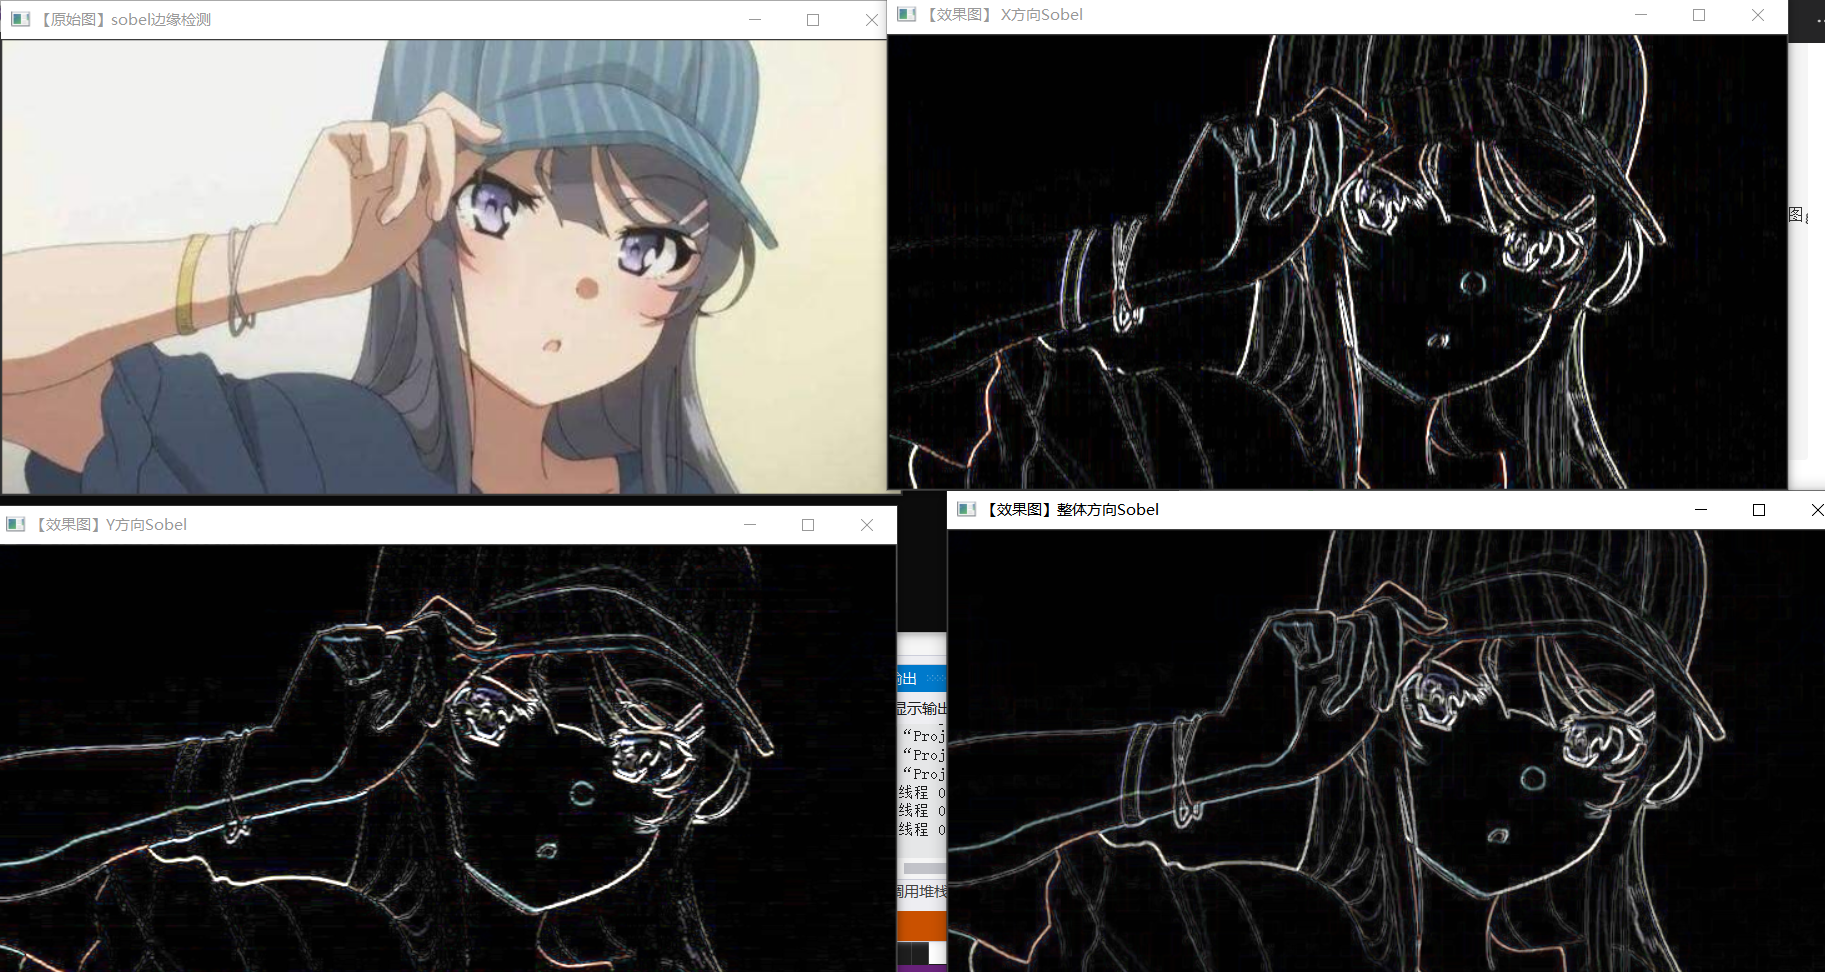 【原始图】sobel边缘检测
【效果图】 X方向Sobel
图
【效果图】Y方向Sobel
【效果图】整体方向Sobel
输出
显示输出
“Proj
“Proj
“Proj
线程 0
线程 0
线程 0
调用堆栈